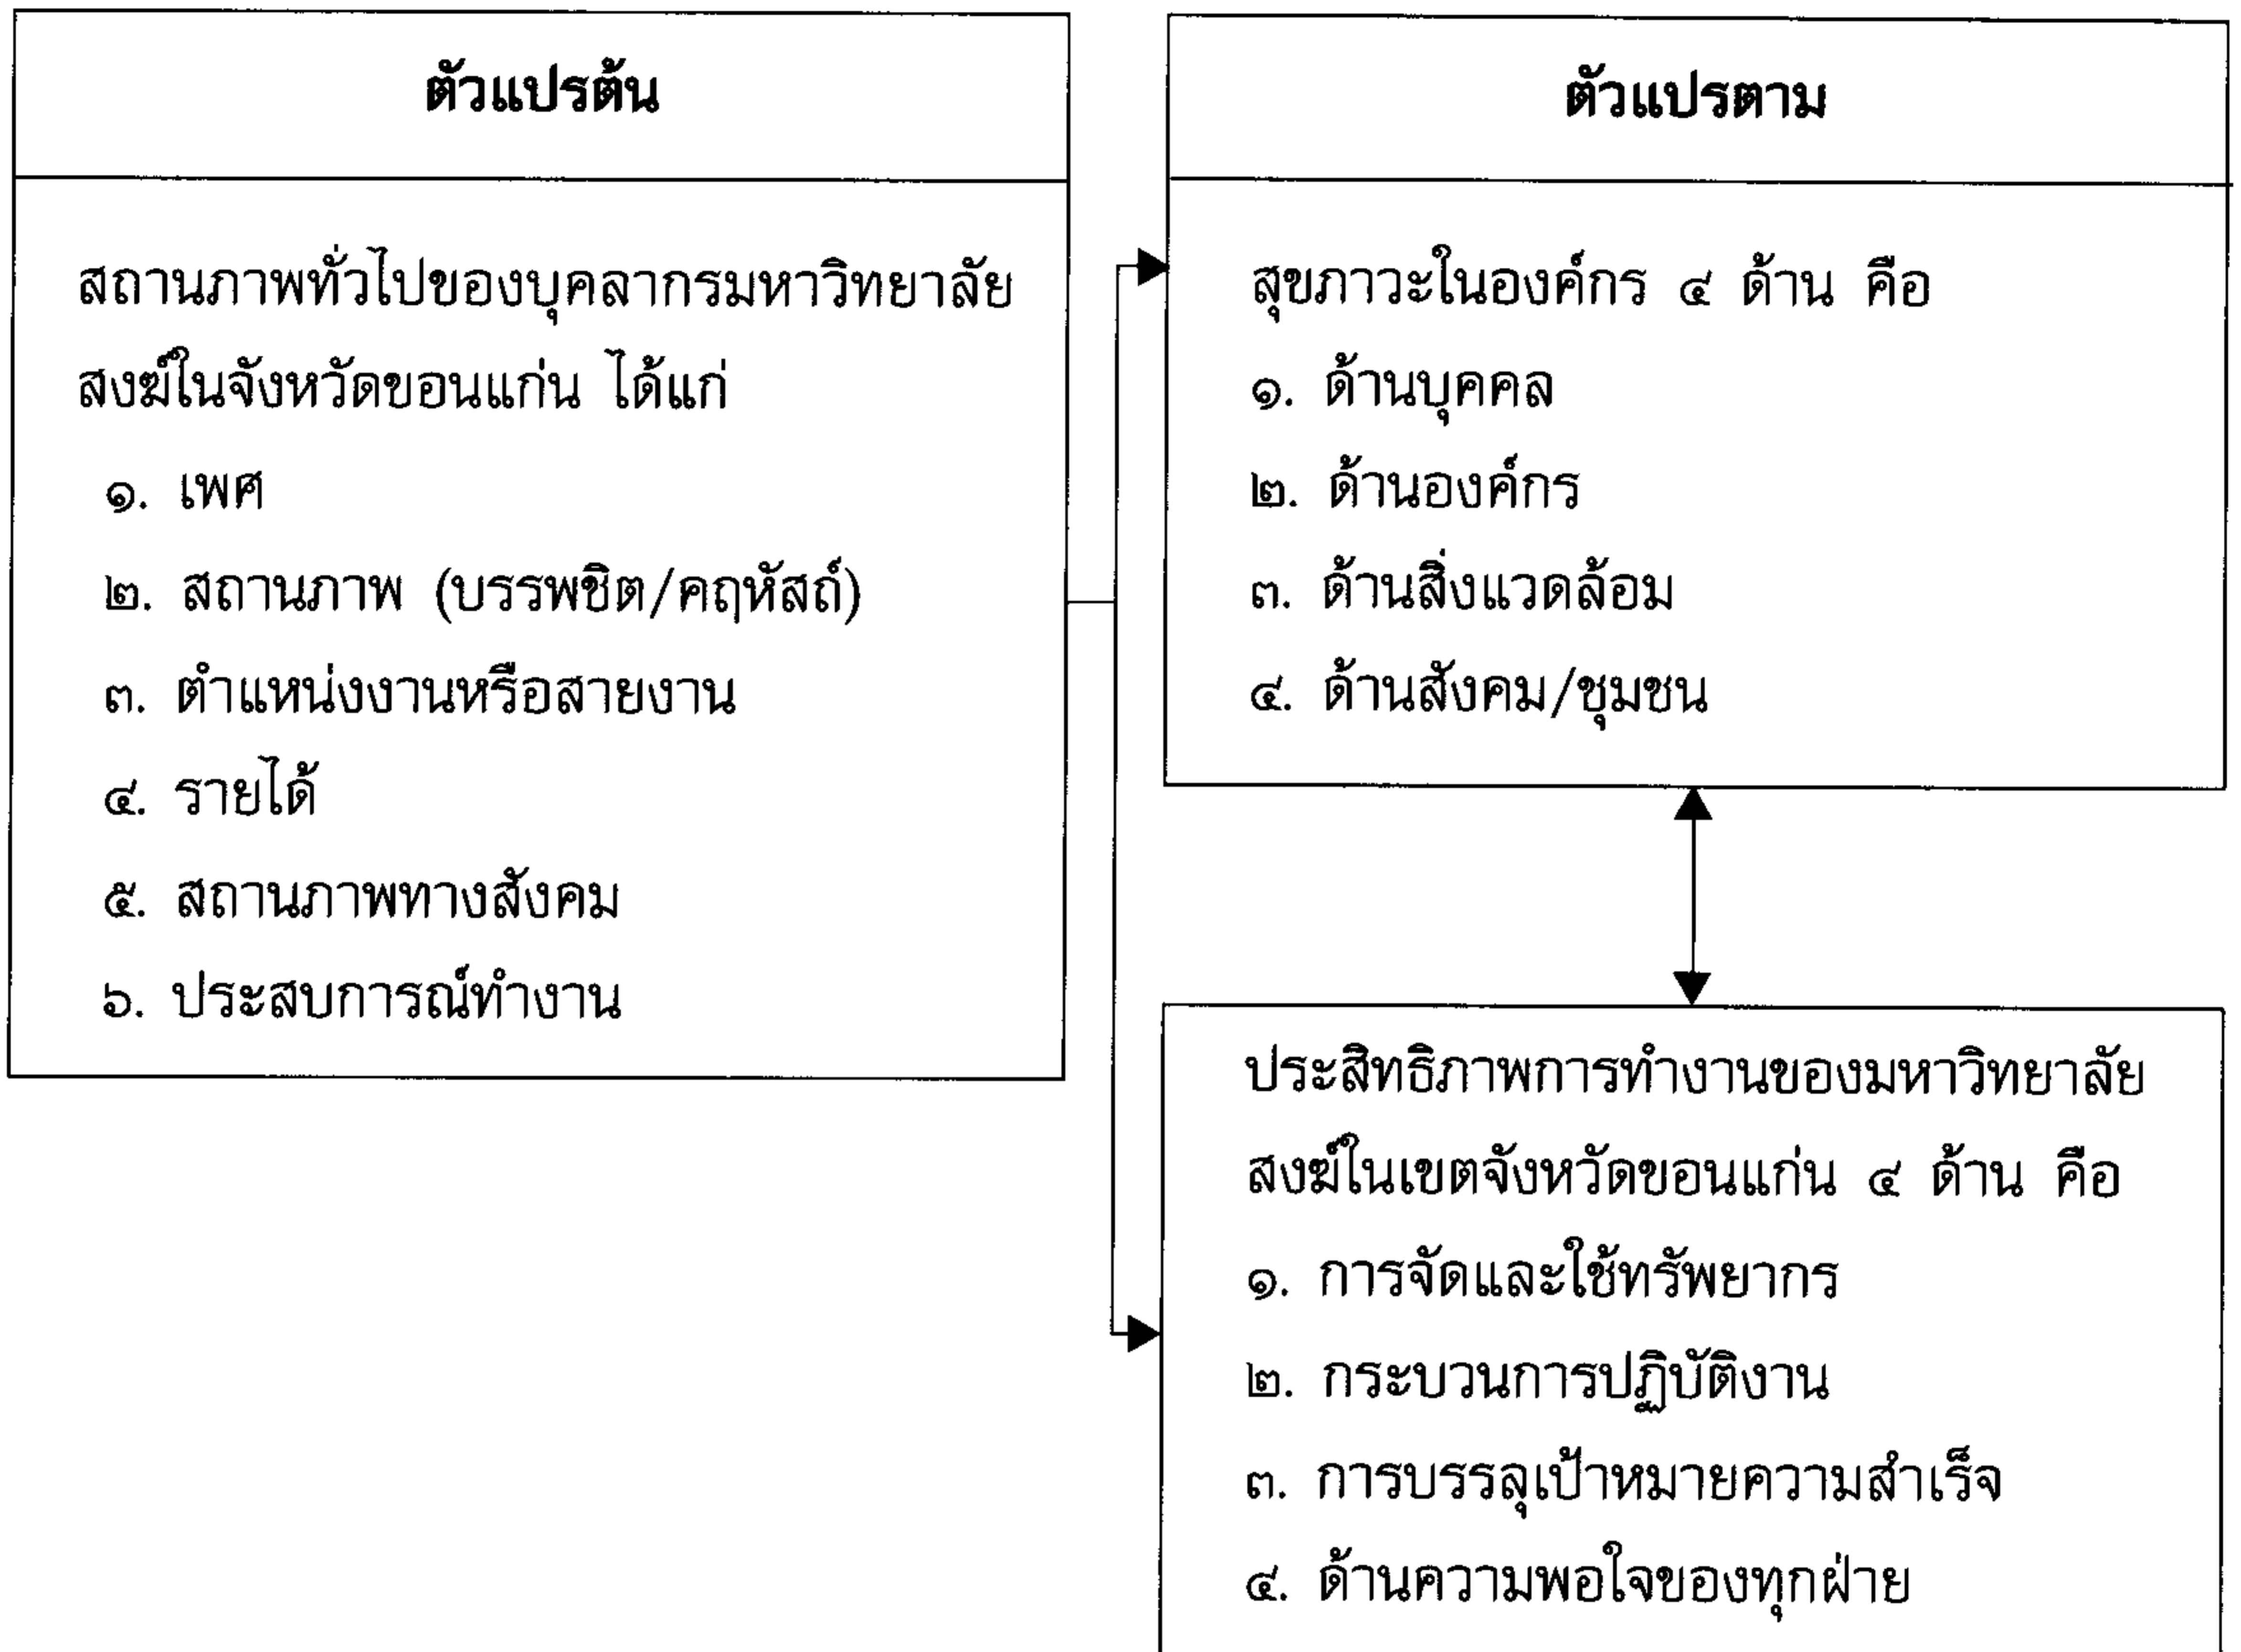 ตัวแปรต้น
สถานภาพทั่วไปของบุคลากรมหาวิทยาลัย
สงฆ์ในจังหวัดขอนแก่น ได้แก่
๑. เพศ
๒. สถานภาพ (บรรพชิต/คฤหัสถ์)
๓. ตำแหน่งงานหรือสายงาน
๔. รายได้
๕. สถานภาพทางสังคม
๖. ประสบการณ์ทำงาน
ตัวแปรตาม
สุขภาวะในองค์กร ๔ ด้าน คือ
๑. ด้านบุคคล
๒. ด้านองค์กร
๓. ด้านสิ่งแวดล้อม
๔. ด้านสังคม/ชุมชน
ประสิทธิภาพการทำงานของมหาวิทยาลัย
สงฆ์ในเขตจังหวัดขอนแก่น ๔ ด้าน คือ
๑. การจัดและใช้ทรัพยากร
๒. กระบวนการปฏิบัติงาน
๓. การบรรลุเป้าหมายความสำเร็จ
๔. ด้านความพอใจของทุกฝ่าย